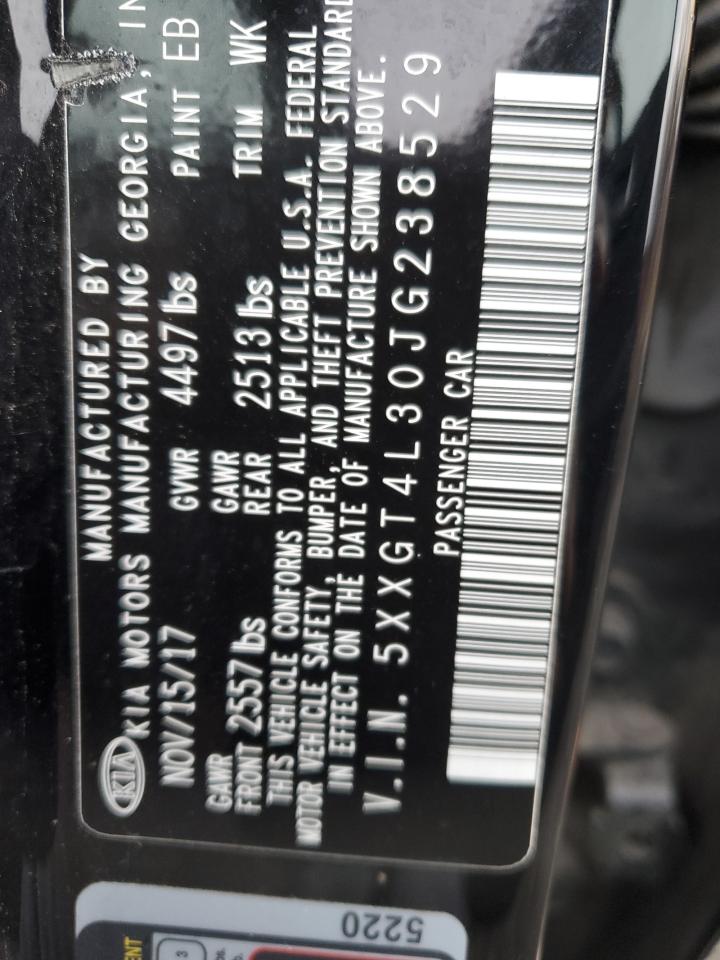 MANUFACTURED BY
KIA KIA MOTORS MANUFACTURING GEORGIA, IN
NOV/15/17 GVWR 4497 lbs PAINT EB
GAWR FRONT 2557 lbs GAWR REAR 2513 lbs TRIM WK
THIS VEHICLE CONFORMS TO ALL APPLICABLE U.S.A. FEDERAL
MOTOR VEHICLE SAFETY, BUMPER, AND THEFT PREVENTION STANDARD
IN EFFECT ON THE DATE OF MANUFACTURE SHOWN ABOVE.
V.I.N. 5XXGT4L30JG238529
PASSENGER CAR
5220
3